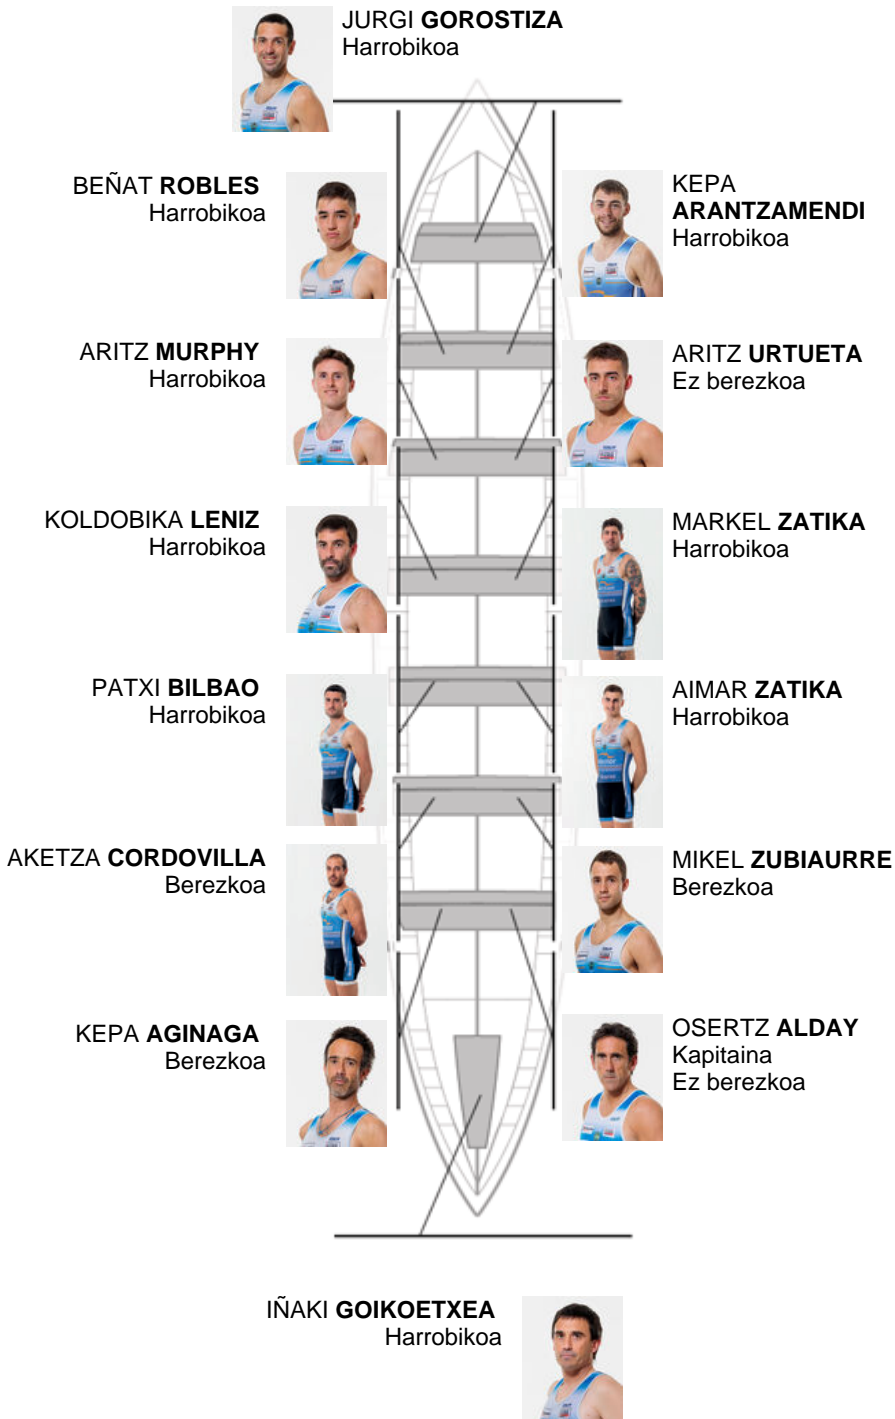 JURGI GOROSTIZA
Harrobikoa
BEÑAT ROBLES
Harrobikoa
KEPA
ARANTZAMENDI
Harrobikoa
ARITZ MURPHY
Harrobikoa
ARITZ URTUETA
Ez berezkoa
KOLDOBIKA LENIZ
Harrobikoa
MARKEL ZATIKA
Harrobikoa
PATXI BILBAO
Harrobikoa
AIMAR ZATIKA
Harrobikoa
AKETZA CORDOVILLA
Berezkoa
MIKEL ZUBIAURRE
Berezkoa
KEPA AGINAGA
Berezkoa
OSERTZ ALDAY
Kapitaina
Ez berezkoa
IÑAKI GOIKOETXEA
Harrobikoa